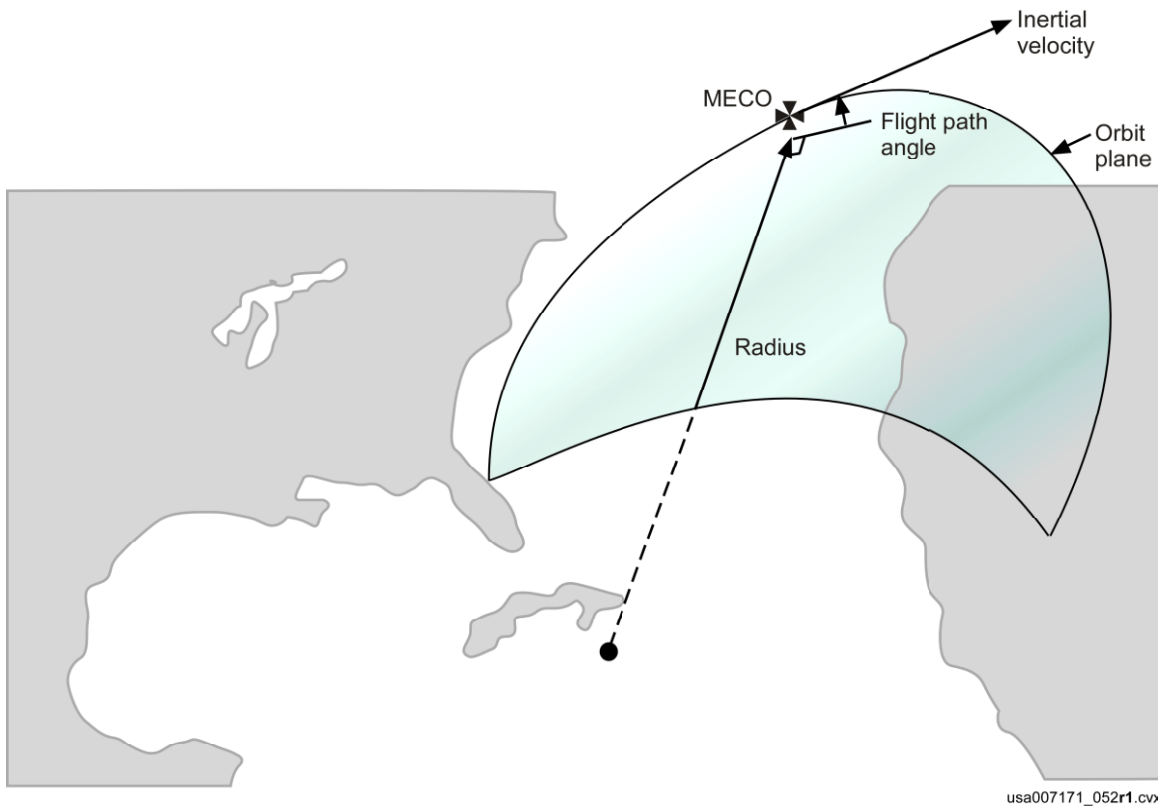 Inertial
velocity
MECO
Flight path
angle
Orbit
plane
Radius
usa007171_052r1.cvx